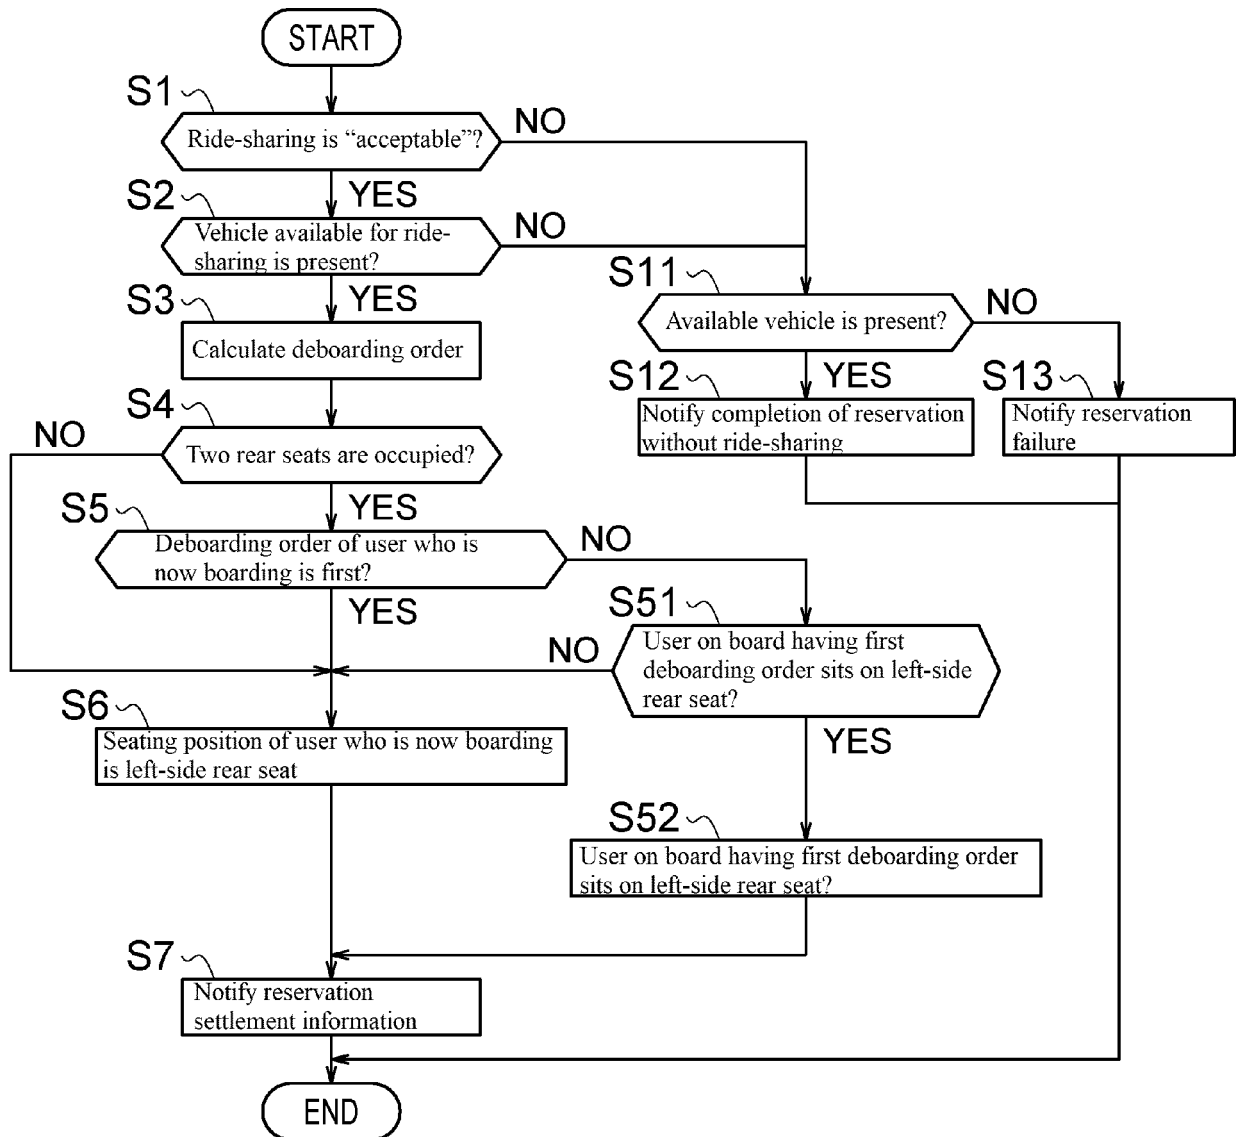 START
S1
Ride-sharing is “acceptable”?
NO
YES
S2
Vehicle available for ride-
sharing is present?
NO
YES
S3
Calculate deboarding order
S4
Two rear seats are occupied?
NO
YES
S5
Deboarding order of user who is
now boarding is first?
NO
YES
S6
Seating position of user who is now boarding
is left-side rear seat
S7
Notify reservation
settlement information
END
S11
Available vehicle is present?
NO
YES
S12
Notify completion of reservation
without ride-sharing
S13
Notify reservation
failure
S51
User on board having first
deboarding order sits on left-side
rear seat?
NO
YES
S52
User on board having first deboarding order
sits on left-side rear seat?